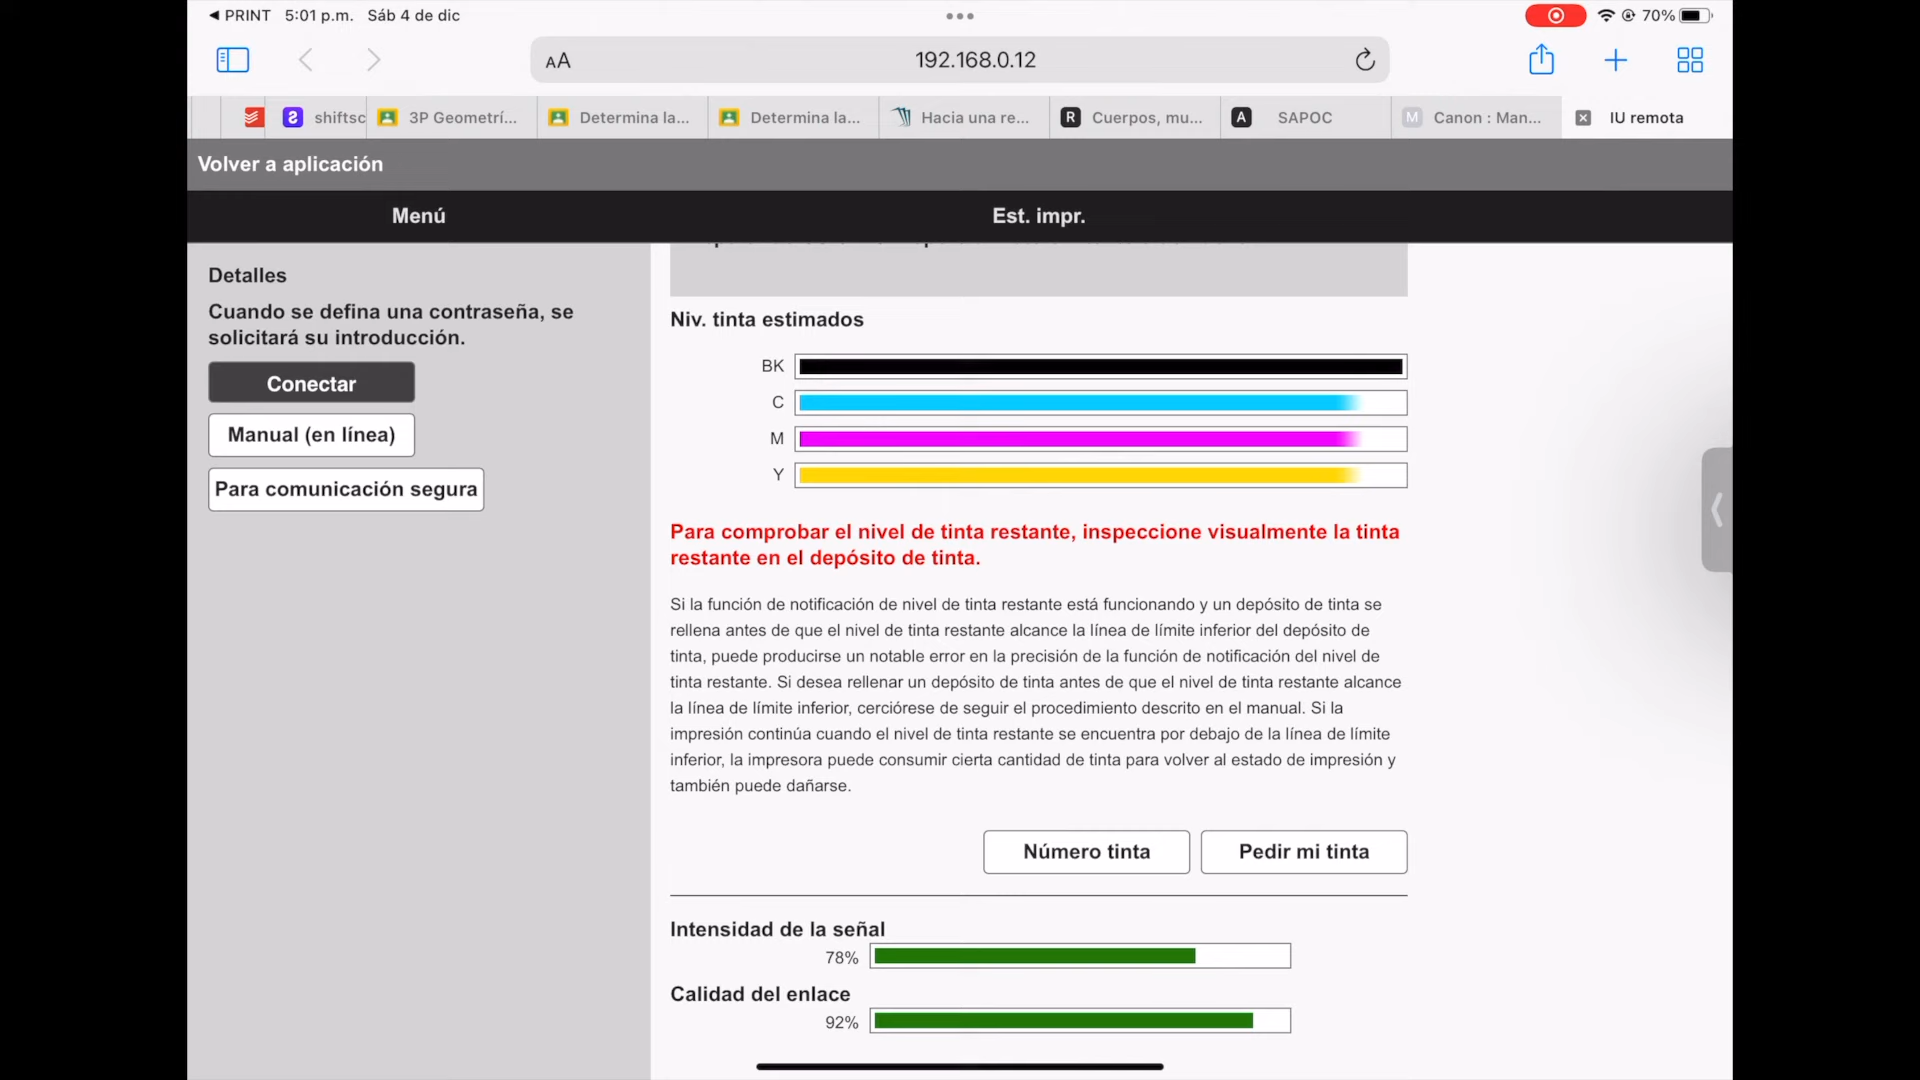 PRINT 5:01 p.m. Sáb 4 de dic
70%
AA 192.168.0.12
shiftsc 3P Geometrí... Determina la... Determina la... Hacia una re... R Cuerpos, mu... A SAPOC M Canon : Man... IU remota
Volver a aplicación
Menú
Est. impr.
Detalles
Cuando se defina una contraseña, se
solicitará su introducción.
Conectar
Manual (en línea)
Para comunicación segura
Niv. tinta estimados
BK
C
M
Y
Para comprobar el nivel de tinta restante, inspeccione visualmente la tinta
restante en el depósito de tinta.
Si la función de notificación de nivel de tinta restante está funcionando y un depósito de tinta se
rellena antes de que el nivel de tinta restante alcance la línea de límite inferior del depósito de
tinta, puede producirse un notable error en la precisión de la función de notificación del nivel de
tinta restante. Si desea rellenar un depósito de tinta antes de que el nivel de tinta restante alcance
la línea de límite inferior, cerciórese de seguir el procedimiento descrito en el manual. Si la
impresión continúa cuando el nivel de tinta restante se encuentra por debajo de la línea de límite
inferior, la impresora puede consumir cierta cantidad de tinta para volver al estado de impresión y
también puede dañarse.
Número tinta
Pedir mi tinta
Intensidad de la señal
78%
Calidad del enlace
92%